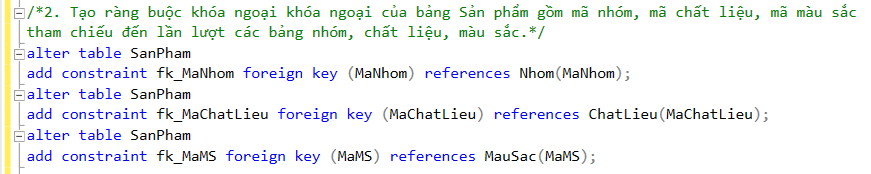 /*2. Tạo ràng buộc khóa ngoại khóa ngoại của bảng Sản phẩm gồm mã nhóm, mã chất liệu, mã màu sắc
tham chiếu đến lần lượt các bảng nhóm, chất liệu, màu sắc.*/
alter table SanPham
add constraint fk_MaNhom foreign key (MaNhom) references Nhom(MaNhom);
alter table SanPham
add constraint fk_MaChatLieu foreign key (MaChatLieu) references ChatLieu(MaChatLieu);
alter table SanPham
add constraint fk_MaMS foreign key (MaMS) references MauSac(MaMS);